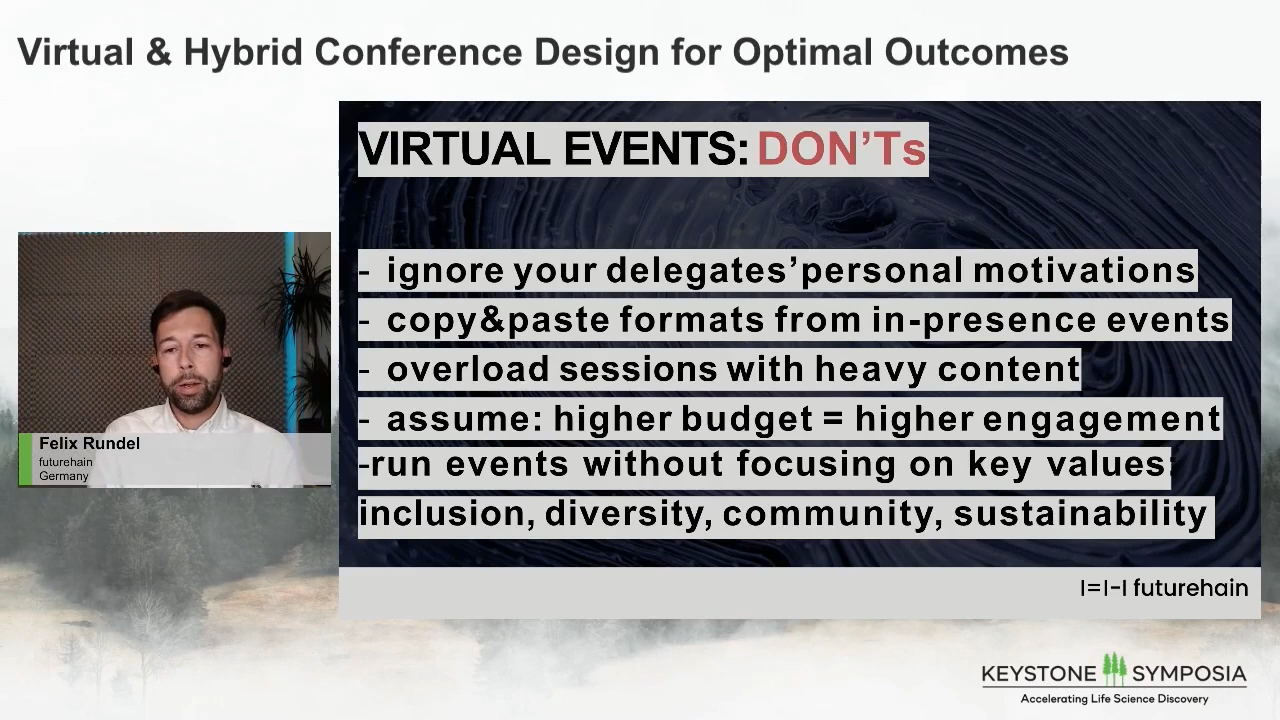 Virtual & Hybrid Conference Design for Optimal Outcomes
VIRTUAL EVENTS: DON’Ts
- ignore your delegates’personal motivations
- copy&paste formats from in-presence events
- overload sessions with heavy content
- assume: higher budget = higher engagement
-run events without focusing on key values:
inclusion, diversity, community, sustainability
Felix Rundel
futurehain
Germany
I=I-I futurehain
KEYSTONE SYMPOSIA
Accelerating Life Science Discovery